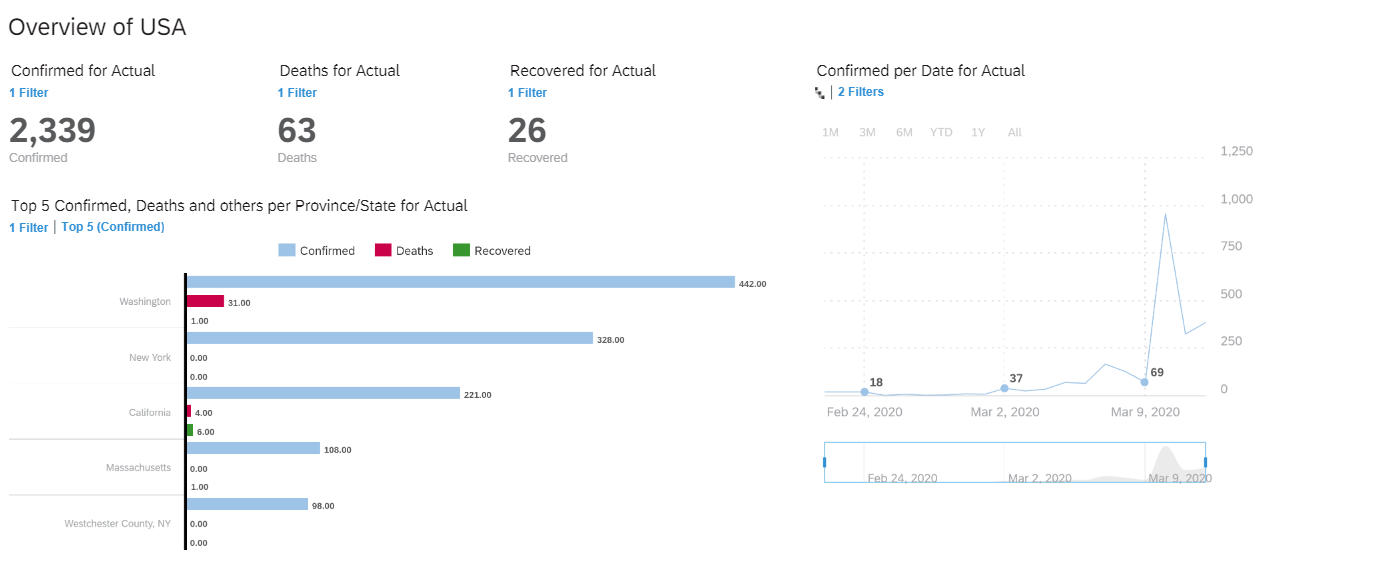 Overview of USA
Confirmed for Actual
1 Filter
2,339
Confirmed
Deaths for Actual
1 Filter
63
Deaths
Recovered for Actual
1 Filter
26
Recovered
Top 5 Confirmed, Deaths and others per Province/State for Actual
1 Filter | Top 5 (Confirmed)
Confirmed Deaths Recovered
Washington
442.00
31.00
1.00
New York
328.00
0.00
0.00
California
221.00
4.00
6.00
Massachusetts
108.00
0.00
1.00
Westchester County, NY
98.00
0.00
0.00
Confirmed per Date for Actual
2 Filters
1M 3M 6M YTD 1Y All
1,250
1,000
750
500
250
0
18
37
69
Feb 24, 2020 Mar 2, 2020 Mar 9, 2020
Feb 24, 2020 Mar 2, 2020 Mar 9, 2020